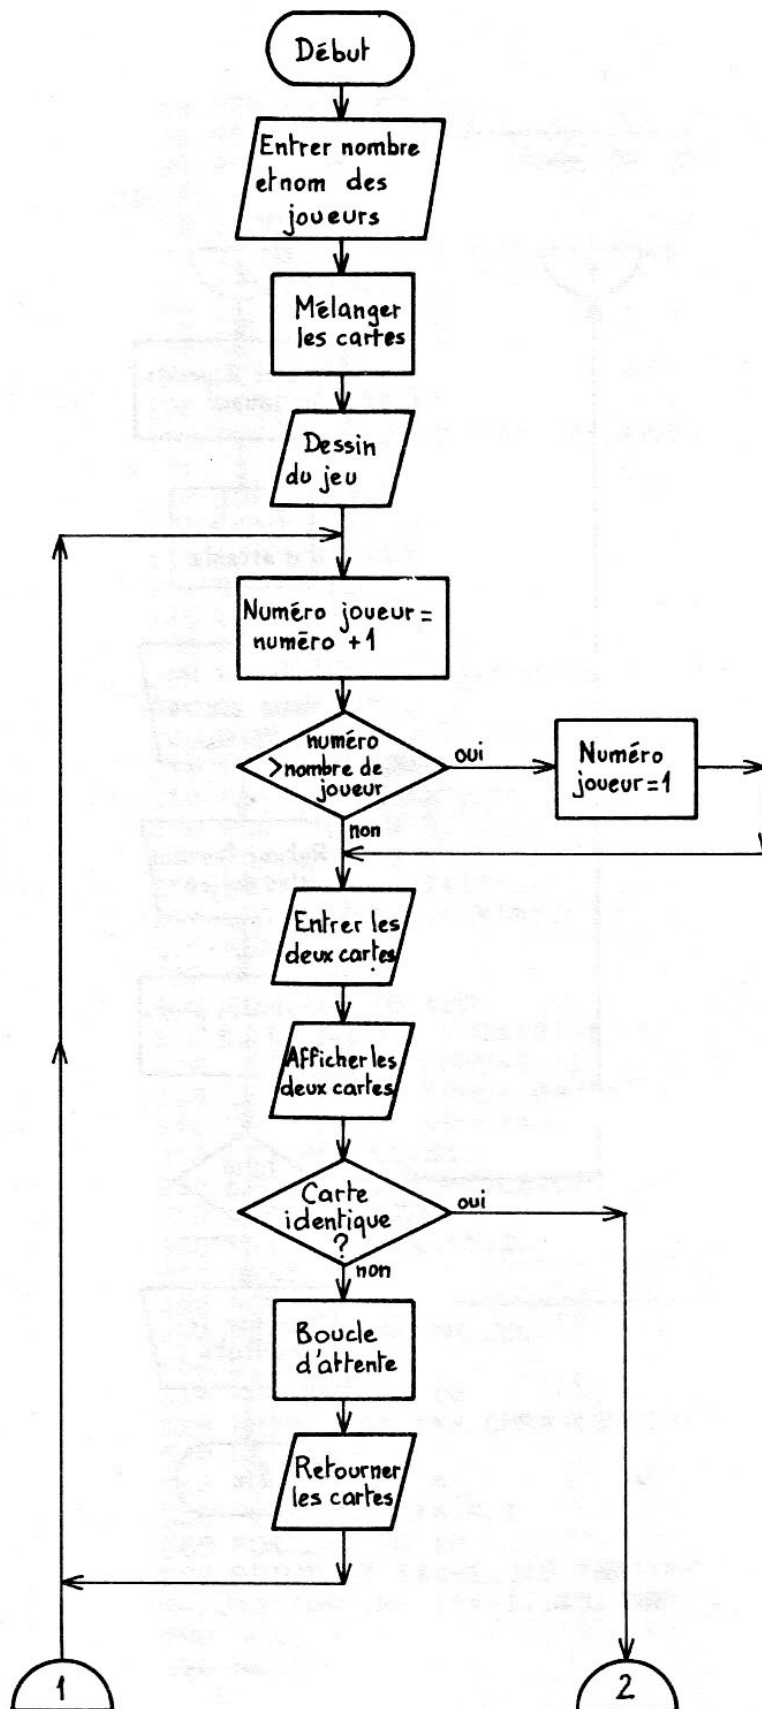 Début
Entrer nombre
et nom des
joueurs
Mélanger
les cartes
Dessin
du jeu
Numéro joueur =
numéro +1
numéro
>nombre de
joueur
oui
Numéro
joueur=1
non
Entrer les
deux cartes
Afficher les
deux cartes
Carte
identique
?
oui
non
Boucle
d'attente
Retourner
les cartes
1
2